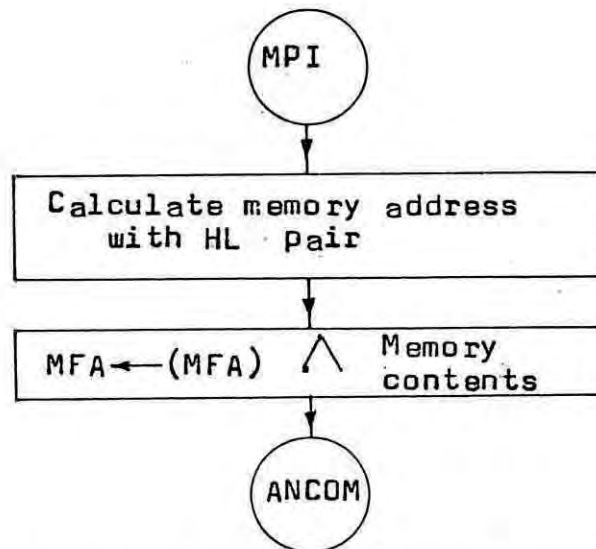 MPI
Calculate memory address
with HL pair
MFA←(MFA) ∧ Memory
contents
ANCOM